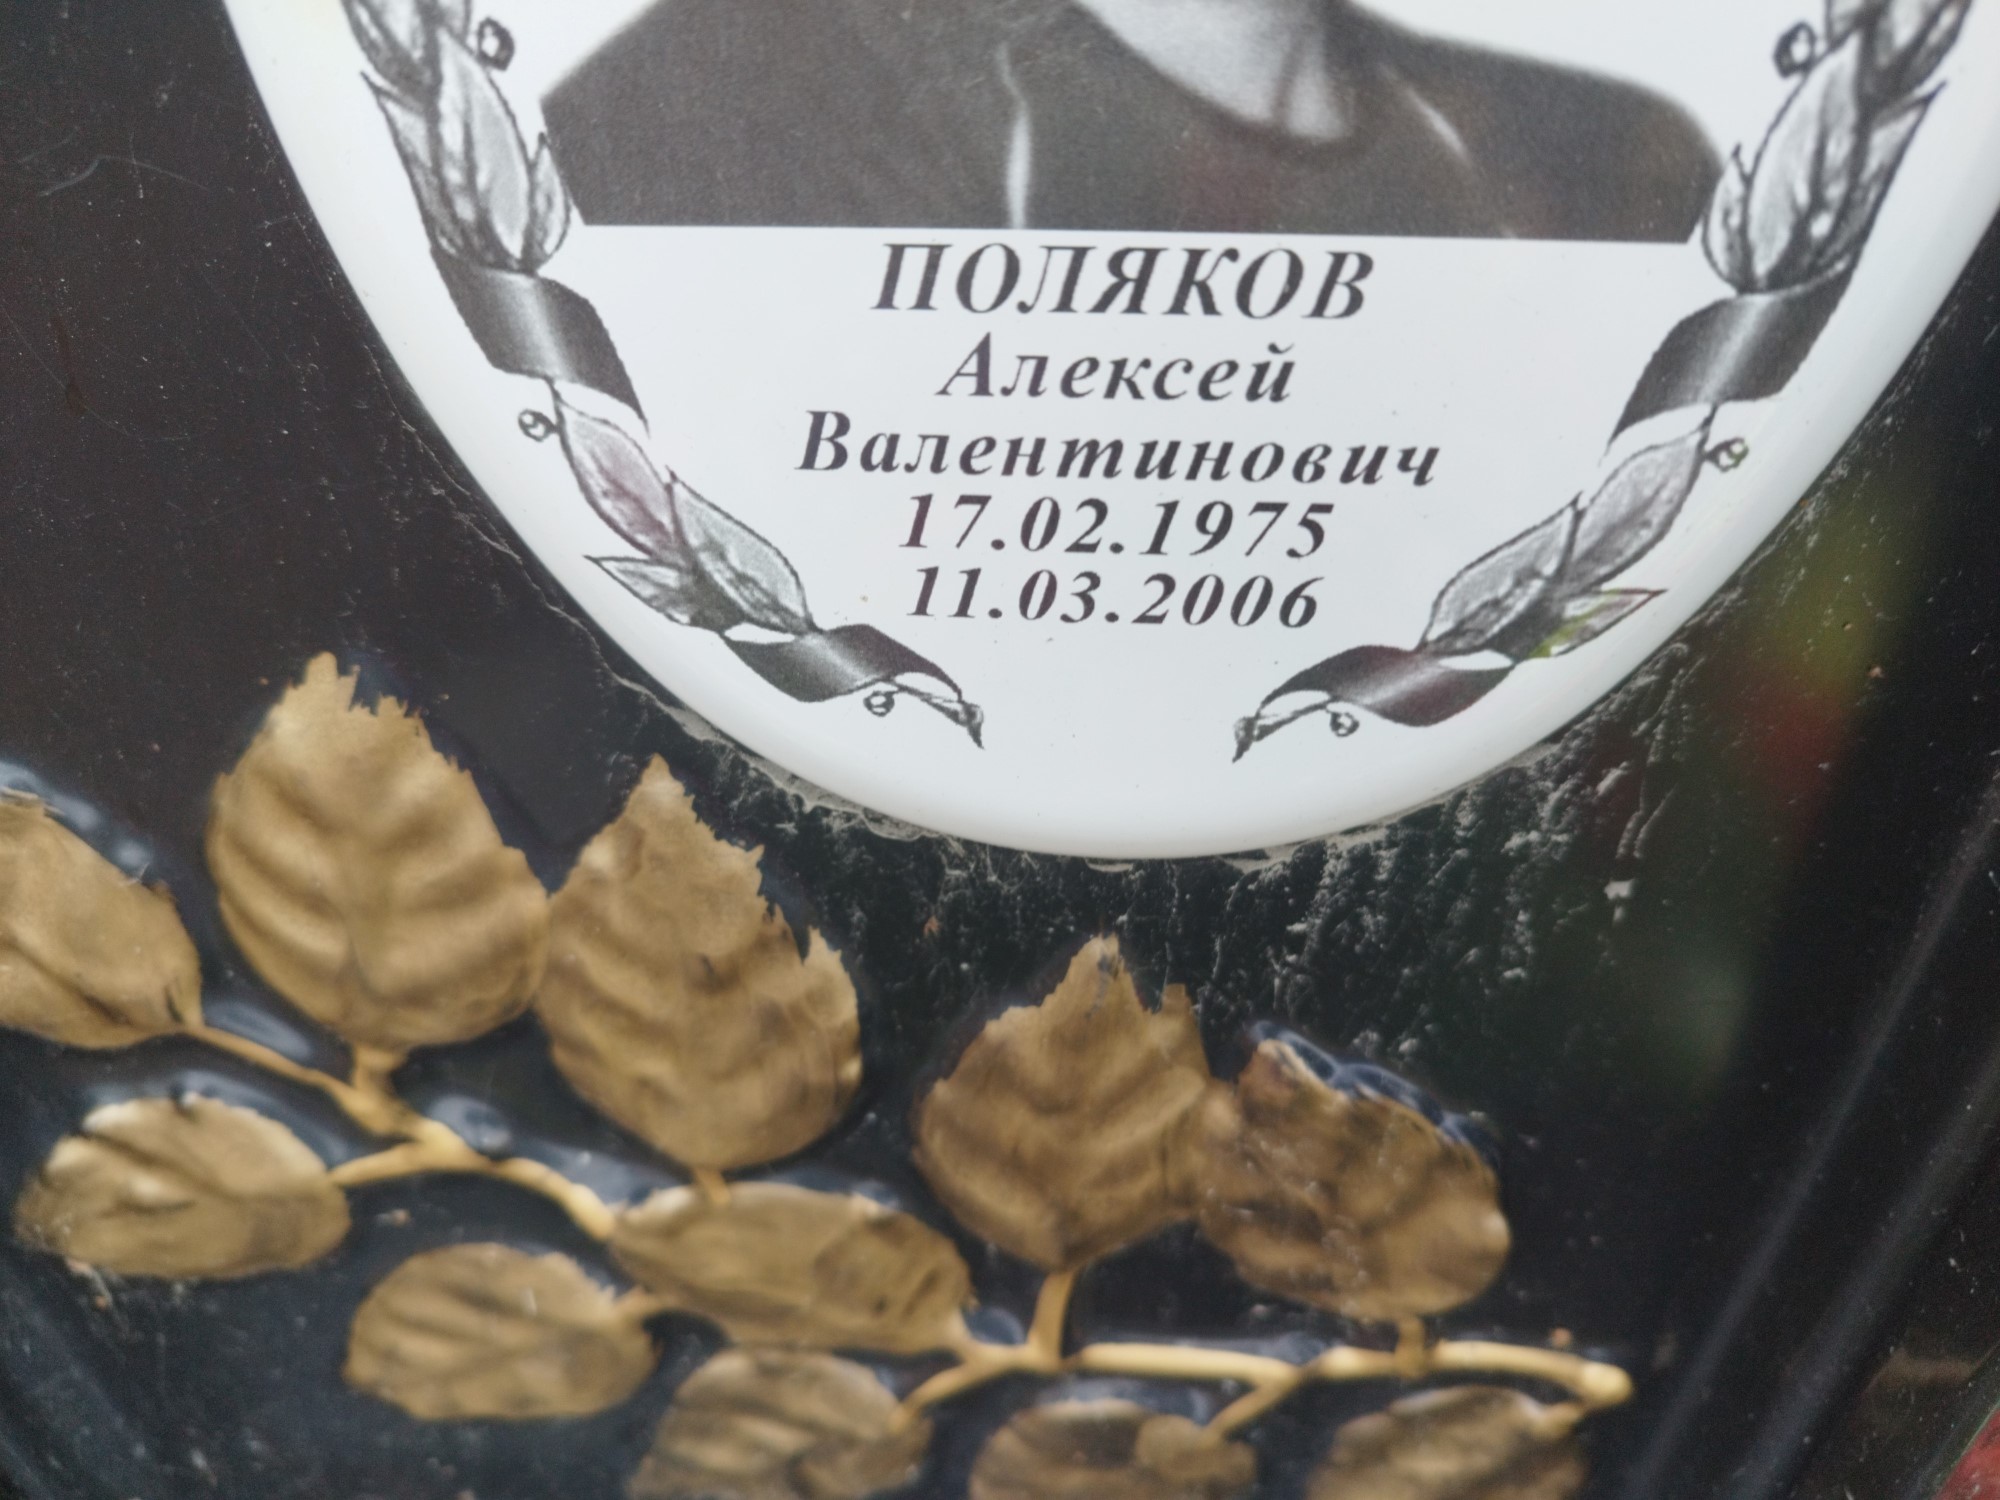 ПОЛЯКОВ
Алексей
Валентинович
17.02.1975
11.03.2006